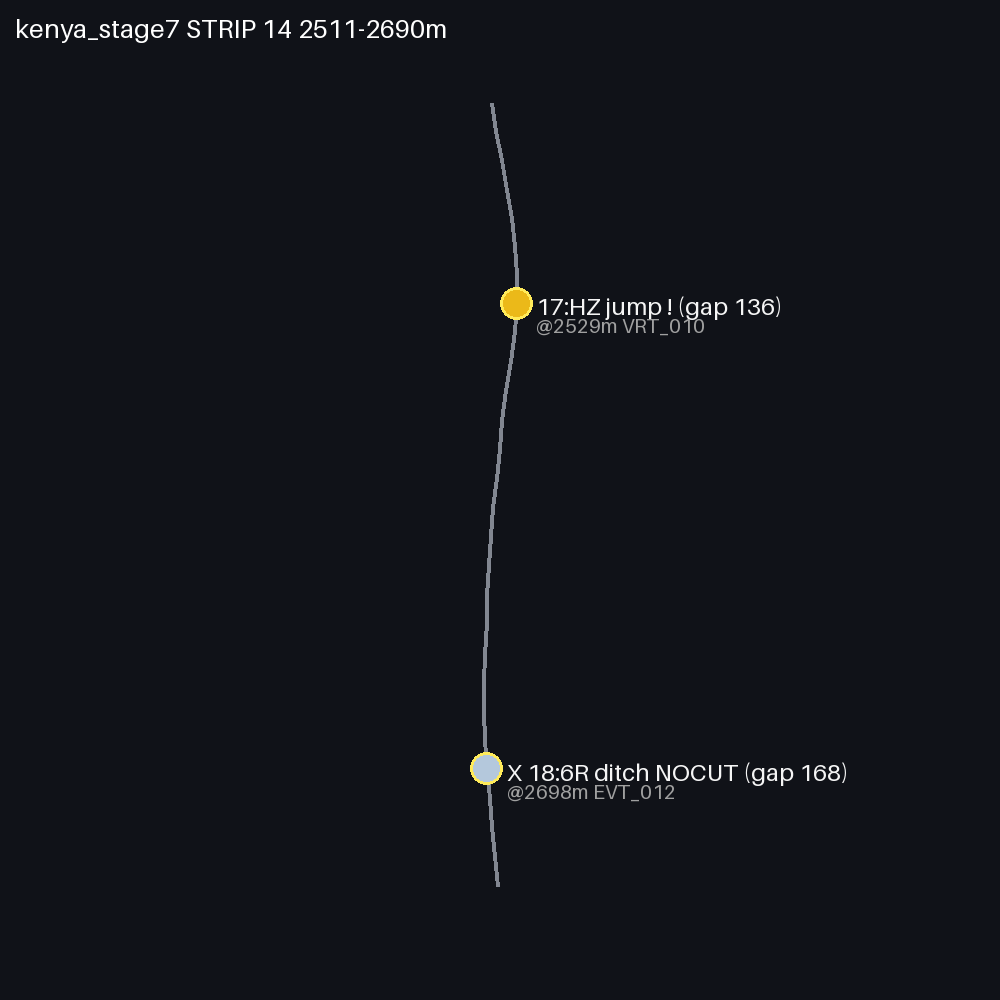 kenya_stage7 STRIP 14 2511-2690m
17:HZ jump ! (gap 136)
@2529m VRT_010
X 18:6R ditch NOCUT (gap 168)
@2698m EVT_012